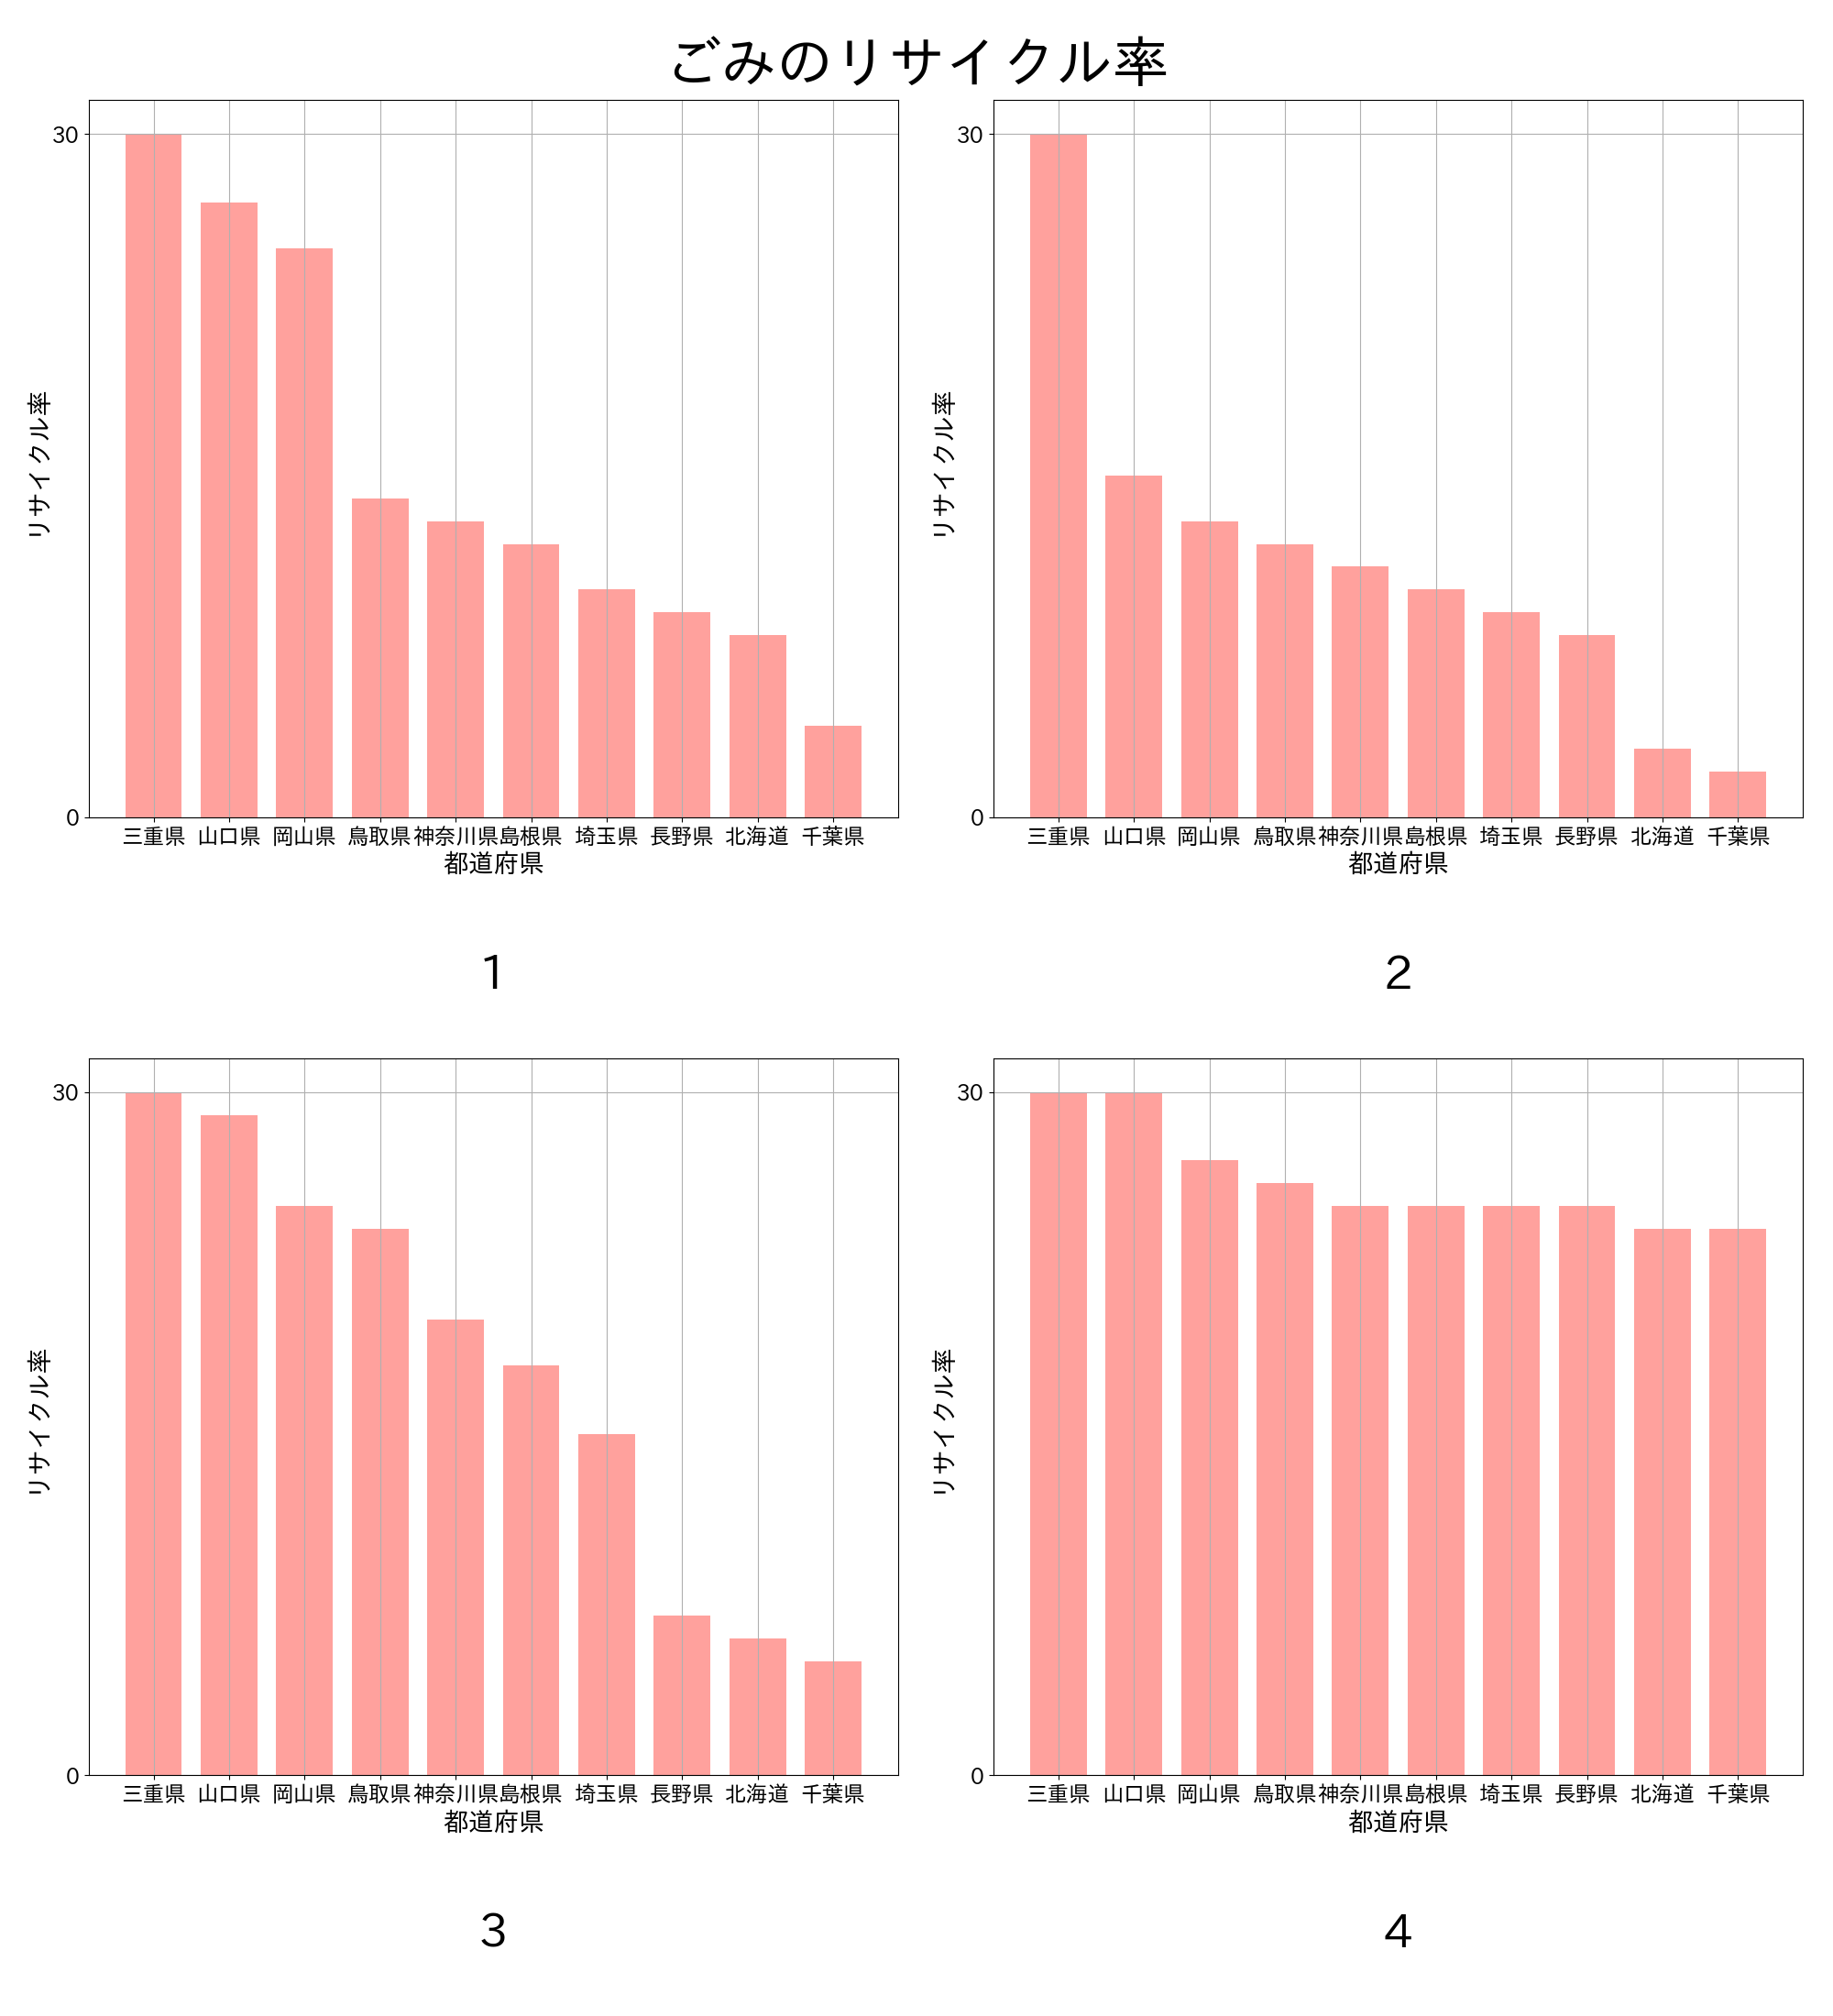 ごみのリサイクル率
30
0
リサイクル率
三重県 山口県 岡山県 鳥取県 神奈川県 島根県 埼玉県 長野県 北海道 千葉県
都道府県
1
30
0
リサイクル率
三重県 山口県 岡山県 鳥取県 神奈川県 島根県 埼玉県 長野県 北海道 千葉県
都道府県
2
30
0
リサイクル率
三重県 山口県 岡山県 鳥取県 神奈川県 島根県 埼玉県 長野県 北海道 千葉県
都道府県
3
30
0
リサイクル率
三重県 山口県 岡山県 鳥取県 神奈川県 島根県 埼玉県 長野県 北海道 千葉県
都道府県
4